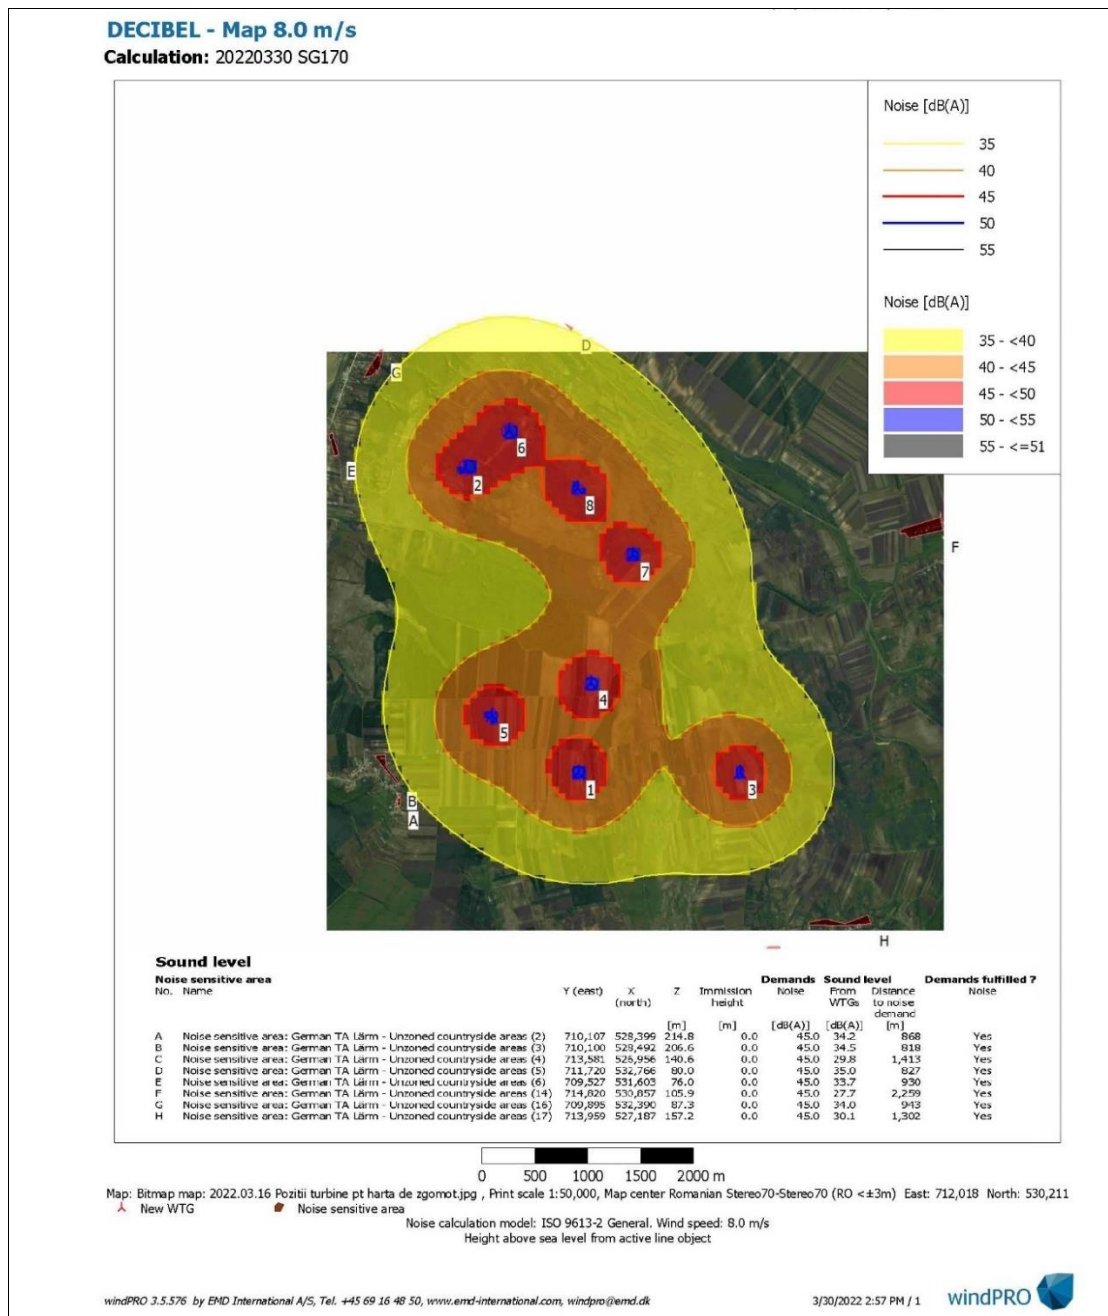 DECIBEL - Map 8.0 m/s
Calculation: 20220330 SG170
Noise [dB(A)]
35
40
45
50
55
Noise [dB(A)]
35 - <40
40 - <45
45 - <50
50 - <55
55 - <=51
D
G
6
E
2
8
F
7
4
5
1
3
B
A
H
Sound level
Noise sensitive area Demands Sound level Demands fulfilled ?
No. Name Y (east) X (north) Z Immission height Noise From WTGs Distance to noise demand Noise
[m] [m] [dB(A)] [dB(A)] [m]
A Noise sensitive area: German TA Lärm - Unzoned countryside areas (2) 710,107 528,399 214.8 0.0 45.0 34.2 868 Yes
B Noise sensitive area: German TA Lärm - Unzoned countryside areas (3) 710,100 528,492 206.6 0.0 45.0 34.5 818 Yes
C Noise sensitive area: German TA Lärm - Unzoned countryside areas (4) 713,581 526,956 140.6 0.0 45.0 29.8 1,413 Yes
D Noise sensitive area: German TA Lärm - Unzoned countryside areas (5) 711,720 532,766 80.0 0.0 45.0 35.0 827 Yes
E Noise sensitive area: German TA Lärm - Unzoned countryside areas (6) 709,527 531,603 76.0 0.0 45.0 33.7 930 Yes
F Noise sensitive area: German TA Lärm - Unzoned countryside areas (14) 714,820 530,857 105.9 0.0 45.0 27.7 2,259 Yes
G Noise sensitive area: German TA Lärm - Unzoned countryside areas (16) 709,895 532,390 87.3 0.0 45.0 34.0 943 Yes
H Noise sensitive area: German TA Lärm - Unzoned countryside areas (17) 713,959 527,187 157.2 0.0 45.0 30.1 1,302 Yes
0 500 1000 1500 2000 m
Map: Bitmap map: 2022.03.16 Pozitii turbine pt harta de zgomot.jpg , Print scale 1:50,000, Map center Romanian Stereo70-Stereo70 (RO <±3m) East: 712,018 North: 530,211
New WTG Noise sensitive area
Noise calculation model: ISO 9613-2 General. Wind speed: 8.0 m/s
Height above sea level from active line object
windPRO 3.5.576 by EMD International A/S, Tel. +45 69 16 48 50, www.emd-international.com, windpro@emd.dk
3/30/2022 2:57 PM / 1
windPRO